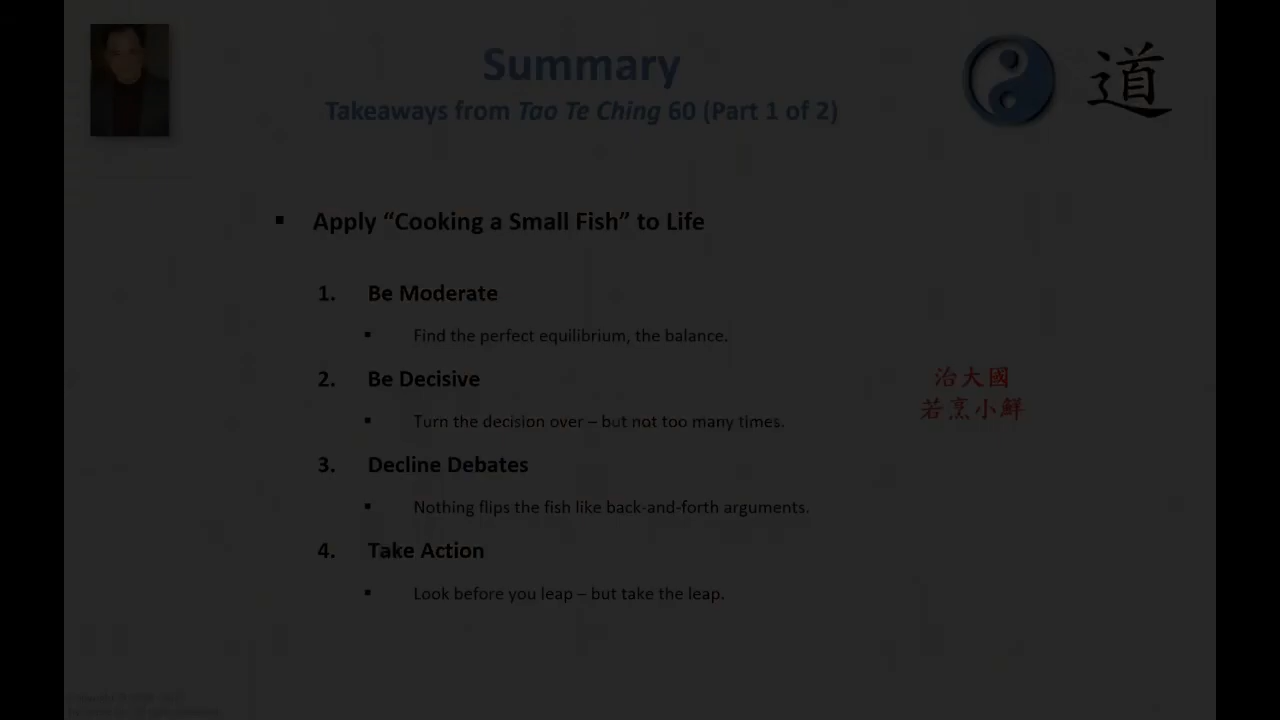 Summary
Takeaways from Tao Te Ching 60 (Part 1 of 2)
道
▪ Apply “Cooking a Small Fish” to Life
1. Be Moderate
▪ Find the perfect equilibrium, the balance.
2. Be Decisive
▪ Turn the decision over – but not too many times.
3. Decline Debates
▪ Nothing flips the fish like back-and-forth arguments.
4. Take Action
▪ Look before you leap – but take the leap.
治大國
若烹小鮮